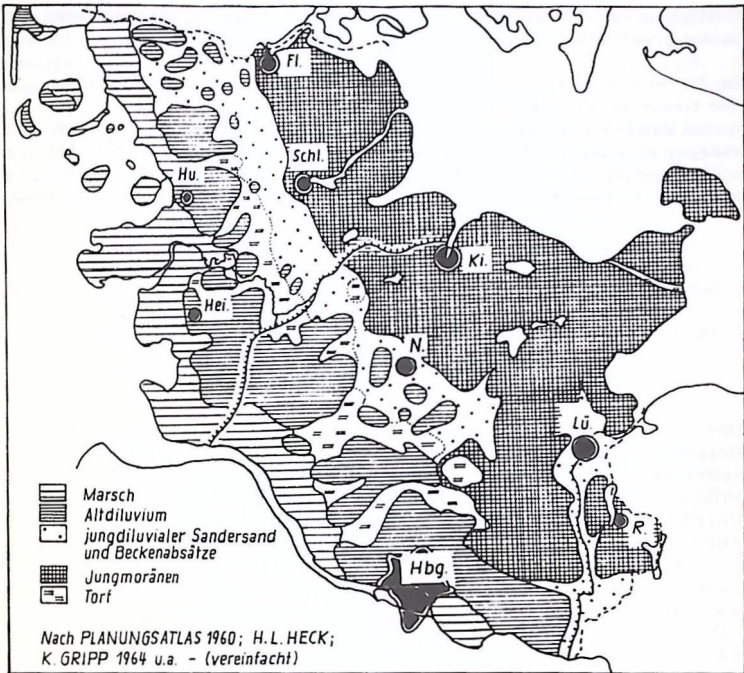 Fl.
Schl.
Hu.
Ki.
Hei.
N.
Lü.
R.
Hbg.
Marsch
Altdiluvium
jungdiluvialer Sandersand
und Beckenabsätze
Jungmoränen
Torf
Nach PLANUNGSATLAS 1960; H.L. HECK;
K. GRIPP 1964 u.a. - (vereinfacht)